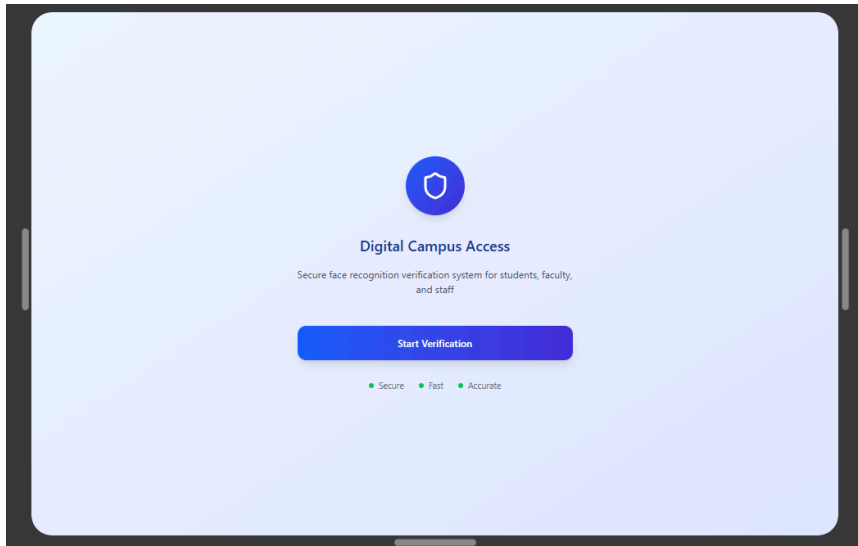 Digital Campus Access
Secure face recognition verification system for students, faculty,
and staff
Start Verification
Secure Fast Accurate